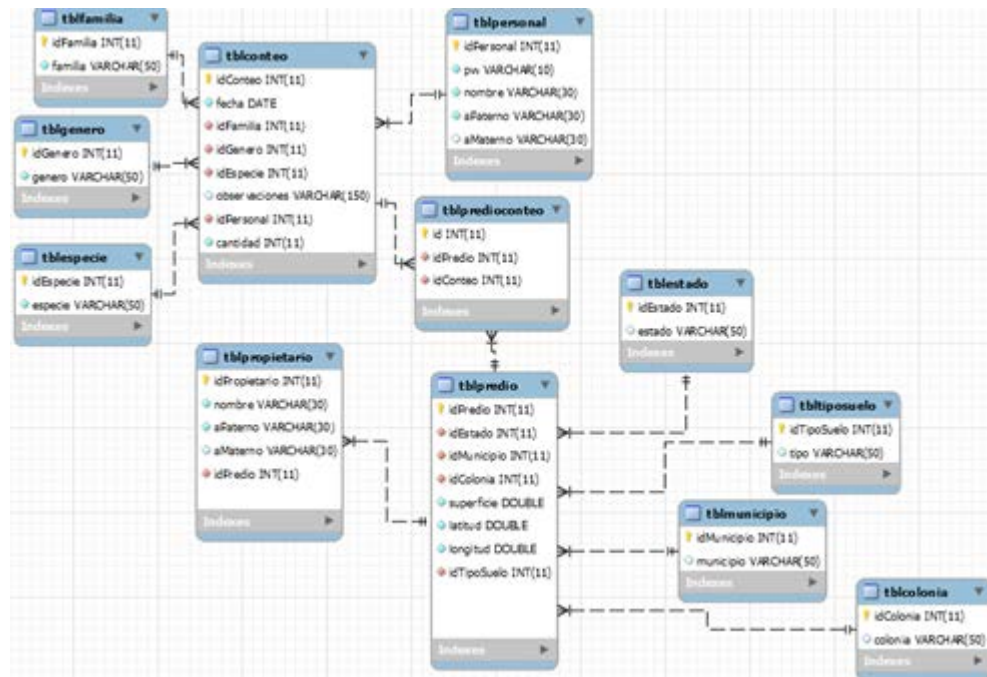 tblfamilia
idFamilia INT(11)
familia VARCHAR(50)
Indexes
tblgenero
idGenero INT(11)
genero VARCHAR(50)
Indexes
tblespecie
idEspecie INT(11)
especie VARCHAR(50)
Indexes
tblconteo
idConteo INT(11)
fecha DATE
idFamilia INT(11)
idGenero INT(11)
idEspecie INT(11)
observaciones VARCHAR(150)
idPersonal INT(11)
cantidad INT(11)
Indexes
tblpersonal
idPersonal INT(11)
pw VARCHAR(10)
nombre VARCHAR(30)
aPaterno VARCHAR(30)
aMaterno VARCHAR(30)
Indexes
tblpredioconteo
id INT(11)
idPredio INT(11)
idConteo INT(11)
Indexes
tblpropietario
idPropietario INT(11)
nombre VARCHAR(30)
aPaterno VARCHAR(30)
aMaterno VARCHAR(30)
idPredio INT(11)
Indexes
tblpredio
idPredio INT(11)
idEstado INT(11)
idMunicipio INT(11)
idColonia INT(11)
superficie DOUBLE
latitud DOUBLE
longitud DOUBLE
idTipoSuelo INT(11)
Indexes
tblestado
idEstado INT(11)
estado VARCHAR(50)
Indexes
tbltiposuelo
idTipoSuelo INT(11)
tipo VARCHAR(50)
Indexes
tblmunicipio
idMunicipio INT(11)
municipio VARCHAR(50)
Indexes
tblcolonia
idColonia INT(11)
colonia VARCHAR(50)
Indexes